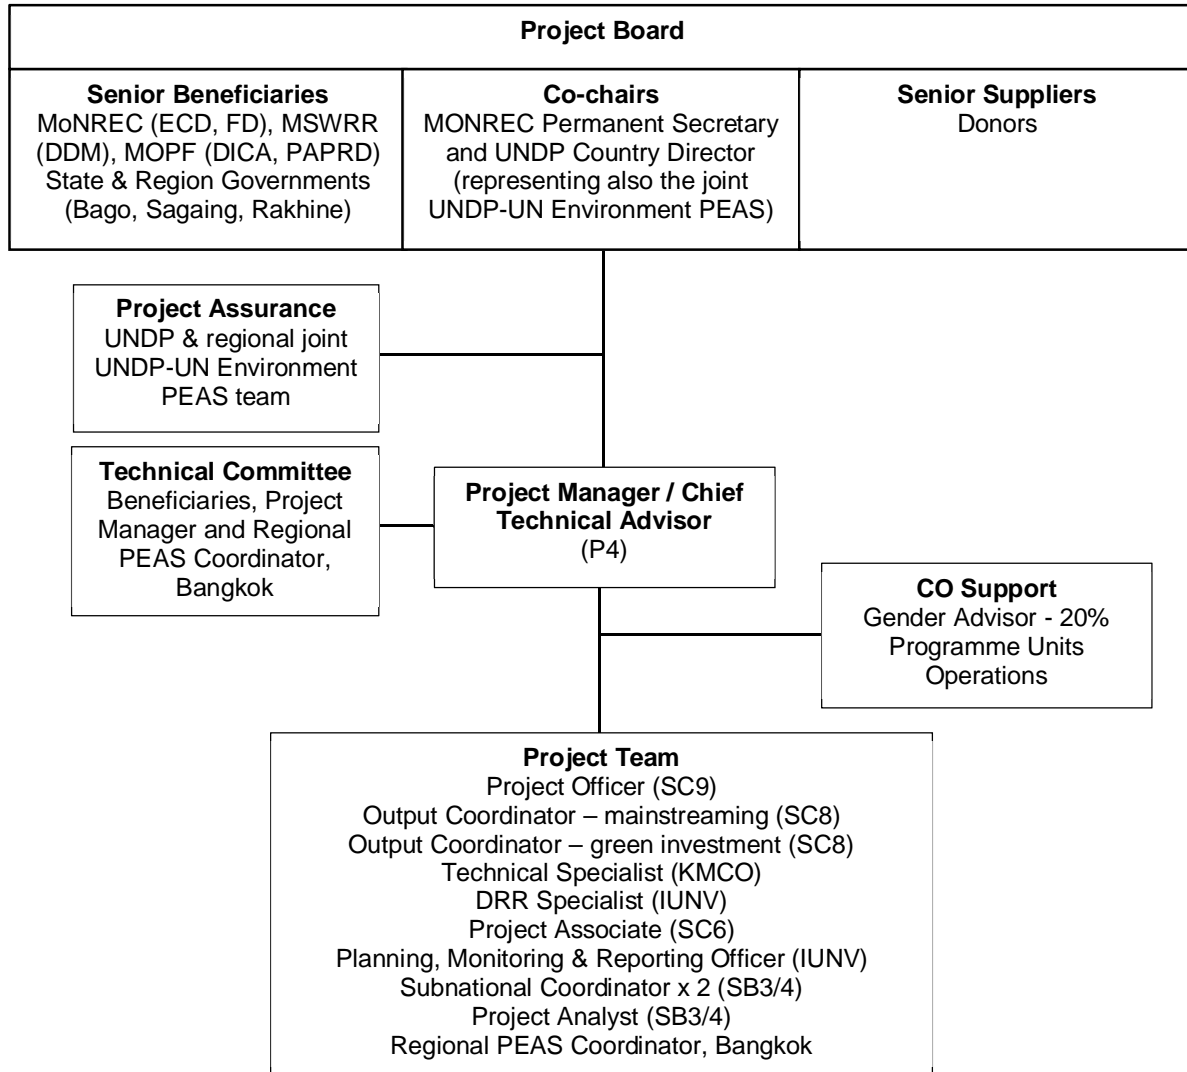 Project Board
Senior Beneficiaries
MoNREC (ECD, FD), MSWRR
(DDM), MOPF (DICA, PAPRD)
State & Region Governments
(Bago, Sagaing, Rakhine)
Co-chairs
MONREC Permanent Secretary
and UNDP Country Director
(representing also the joint
UNDP-UN Environment PEAS)
Senior Suppliers
Donors
Project Assurance
UNDP & regional joint
UNDP-UN Environment
PEAS team
Technical Committee
Beneficiaries, Project
Manager and Regional
PEAS Coordinator,
Bangkok
Project Manager / Chief
Technical Advisor
(P4)
CO Support
Gender Advisor - 20%
Programme Units
Operations
Project Team
Project Officer (SC9)
Output Coordinator – mainstreaming (SC8)
Output Coordinator – green investment (SC8)
Technical Specialist (KMCO)
DRR Specialist (IUNV)
Project Associate (SC6)
Planning, Monitoring & Reporting Officer (IUNV)
Subnational Coordinator x 2 (SB3/4)
Project Analyst (SB3/4)
Regional PEAS Coordinator, Bangkok